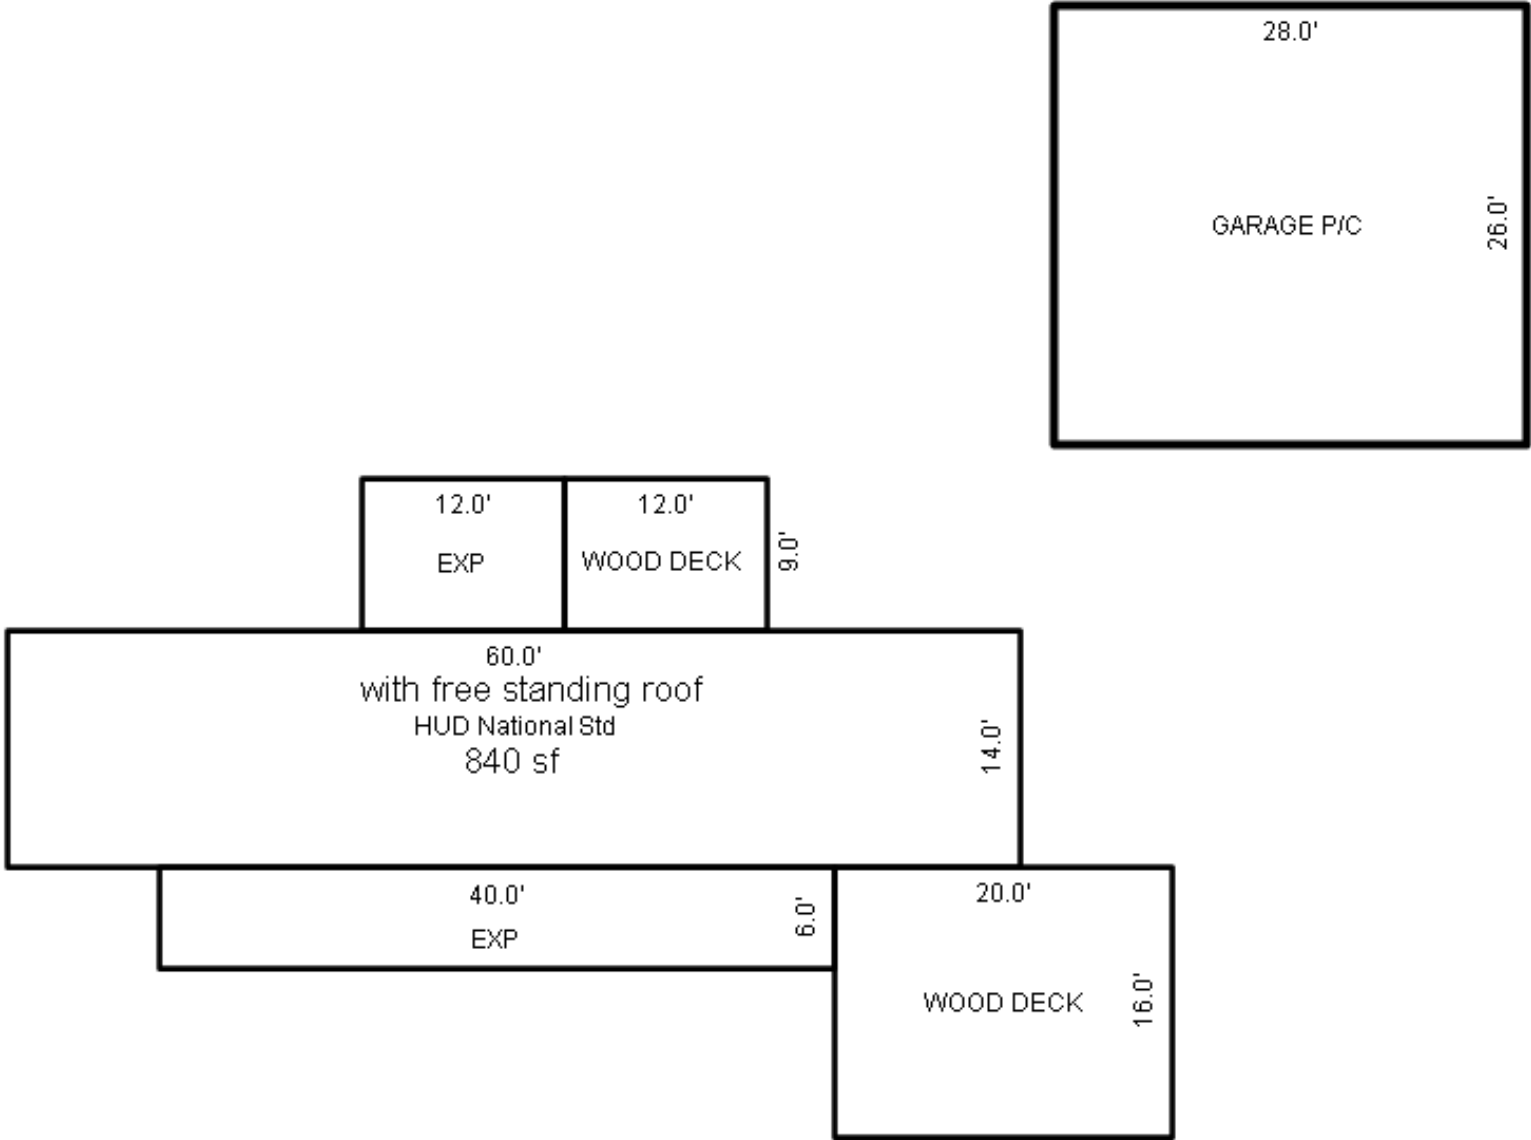 28.0'
GARAGE P/C
26.0'
12.0'
12.0'
EXP
WOOD DECK
9.0'
60.0'
with free standing roof
HUD National Std
840 sf
14.0'
40.0'
EXP
6.0'
20.0'
WOOD DECK
16.0'